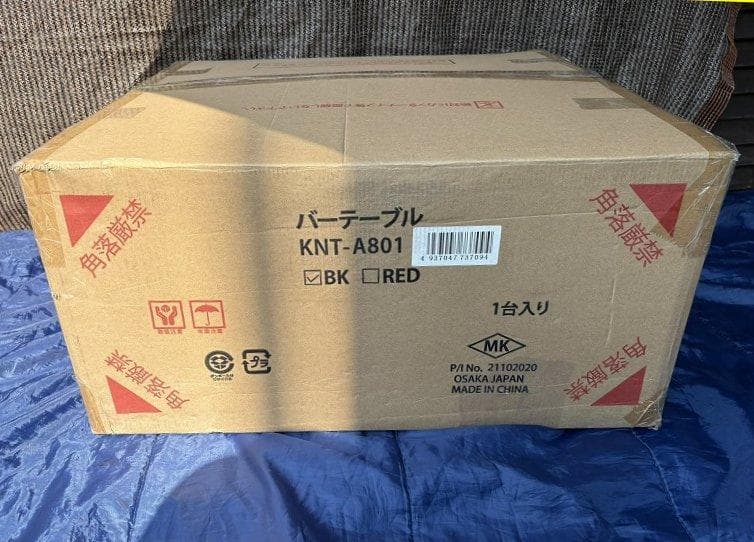 角落厳禁
角落厳禁
バーテーブル
KNT-A801
4 937047 737094
☑BK ☐RED
1台入り
プラ
MK
P/I No. 21102020
OSAKA JAPAN
MADE IN CHINA
角落厳禁
角落厳禁